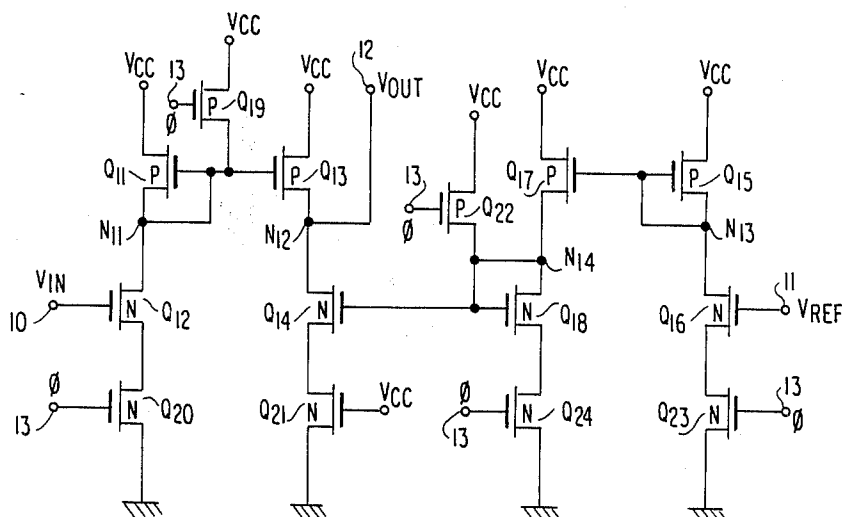 VCC
12
VCC
13
VCC
VOUT
VCC
VCC
VCC
P
Q19
Ø
Q11
P
P
Q13
13
Q17
P
P
Q15
Ø
P
Q22
N11
N12
N14
N13
VIN
11
10
N
Q12
Q14
N
N
Q18
Q16
N
VREF
Ø
Ø
13
13
N
Q20
Q21
N
VCC
13
N
Q24
Q23
N
Ø